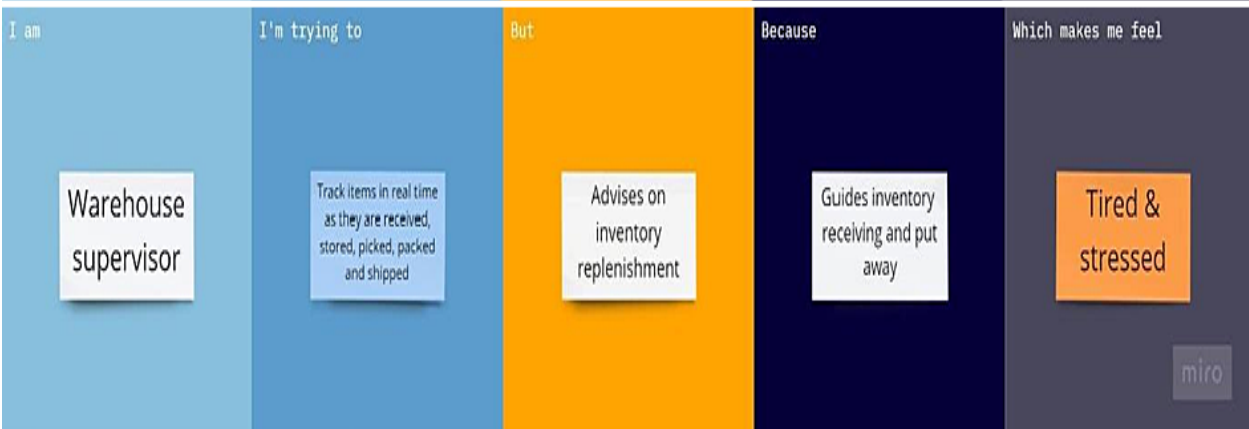 I am
Warehouse
supervisor
I'm trying to
Track items in real time
as they are received,
stored, picked, packed
and shipped
But
Advises on
inventory
replenishment
Because
Guides inventory
receiving and put
away
Which makes me feel
Tired &
stressed
miro